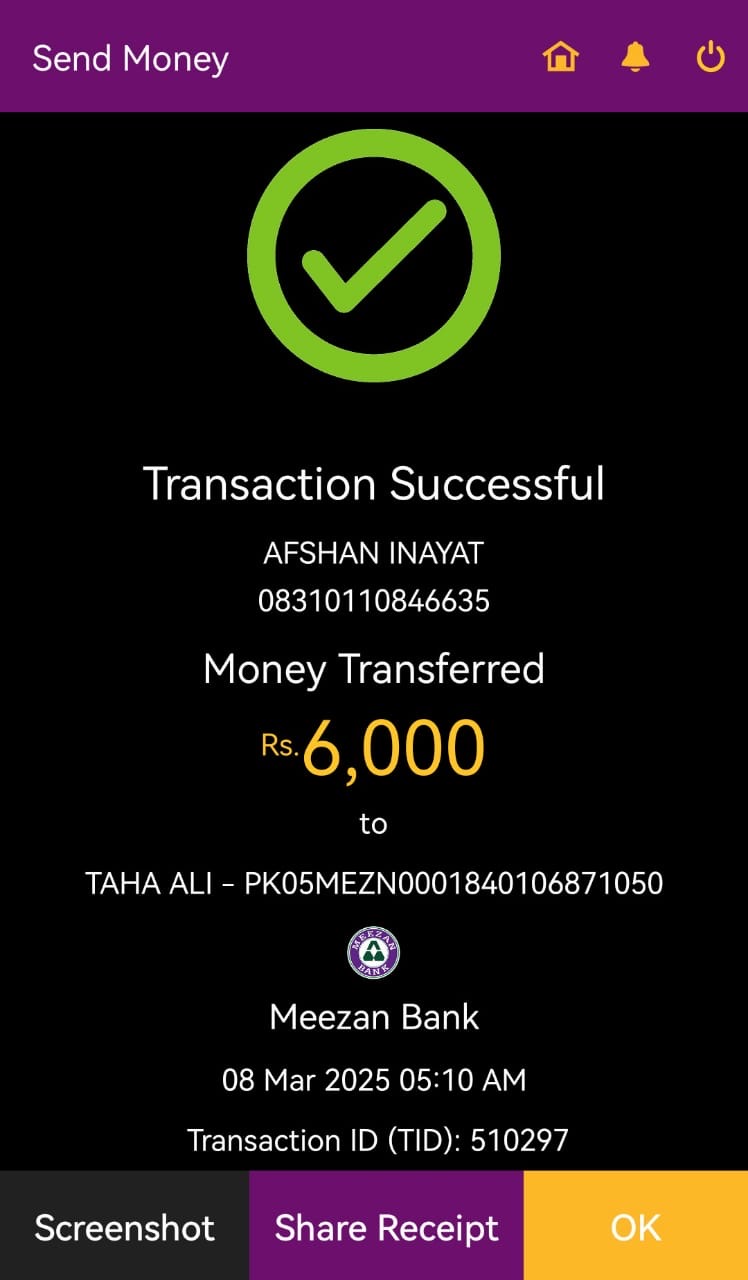 Send Money
Transaction Successful
AFSHAN INAYAT
08310110846635
Money Transferred
Rs.6,000
to
TAHA ALI - PK05MEZN0001840106871050
MEEZAN
BANK
Meezan Bank
08 Mar 2025 05:10 AM
Transaction ID (TID): 510297
Screenshot Share Receipt OK